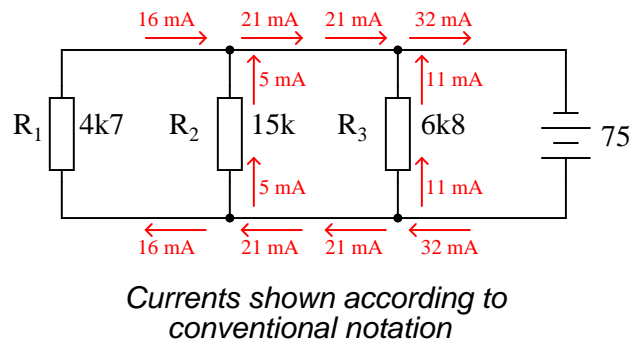 16 mA 21 mA 21 mA 32 mA
5 mA 11 mA
R1 4k7 R2 15k R3 6k8 75
5 mA 11 mA
16 mA 21 mA 21 mA 32 mA
Currents shown according to
conventional notation